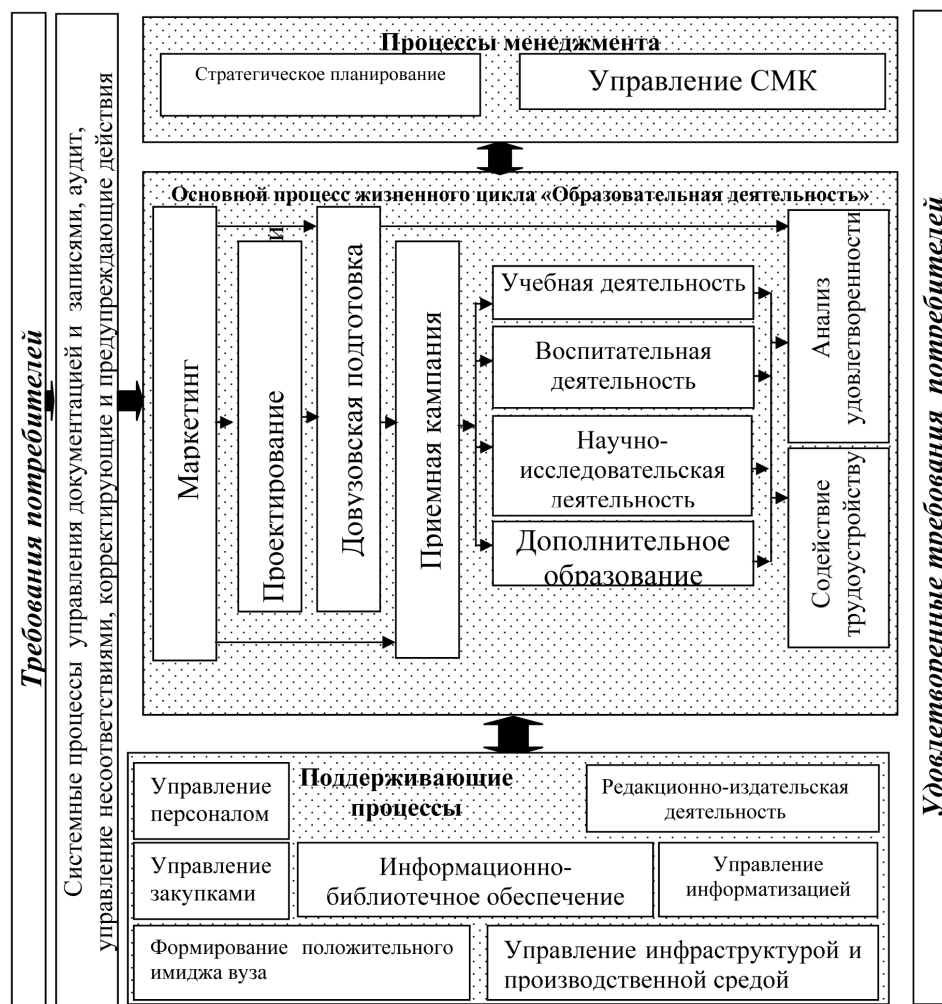 Требования потребителей
Системные процессы управления документацией и записями, аудит,
управление несоответствиями, корректирующие и предупреждающие действия
Процессы менеджмента
Стратегическое планирование
Управление СМК
Основной процесс жизненного цикла «Образовательная деятельность»
Маркетинг
Проектирование
и
Довузовская подготовка
Приемная кампания
Учебная деятельность
Воспитательная
деятельность
Научно-
исследовательская
деятельность
Дополнительное
образование
Анализ
удовлетворенности
Содействие
трудоустройству
Поддерживающие
процессы
Управление
персоналом
Редакционно-издательская
деятельность
Управление
закупками
Информационно-
библиотечное обеспечение
Управление
информатизацией
Формирование положительного
имиджа вуза
Управление инфраструктурой и
производственной средой
Удовлетворенные требования потребителей